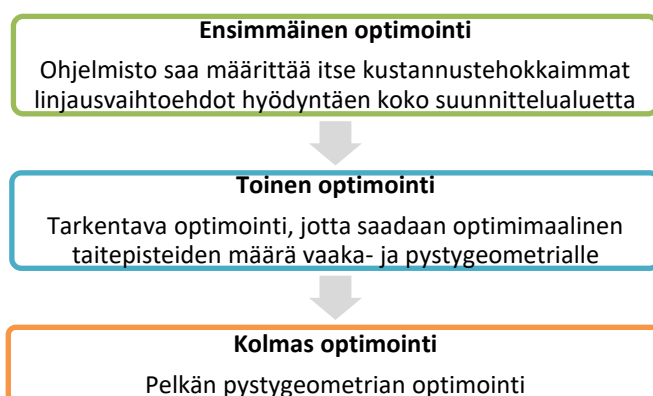 Ensimmäinen optimointi
Ohjelmisto saa määrittää itse kustannustehokkaimmat
linjausvaihtoehdot hyödyntäen koko suunnittelualuetta
Toinen optimointi
Tarkentava optimointi, jotta saadaan optimimaalinen
taitepisteiden määrä vaaka- ja pystygeometrialle
Kolmas optimointi
Pelkän pystygeometrian optimointi